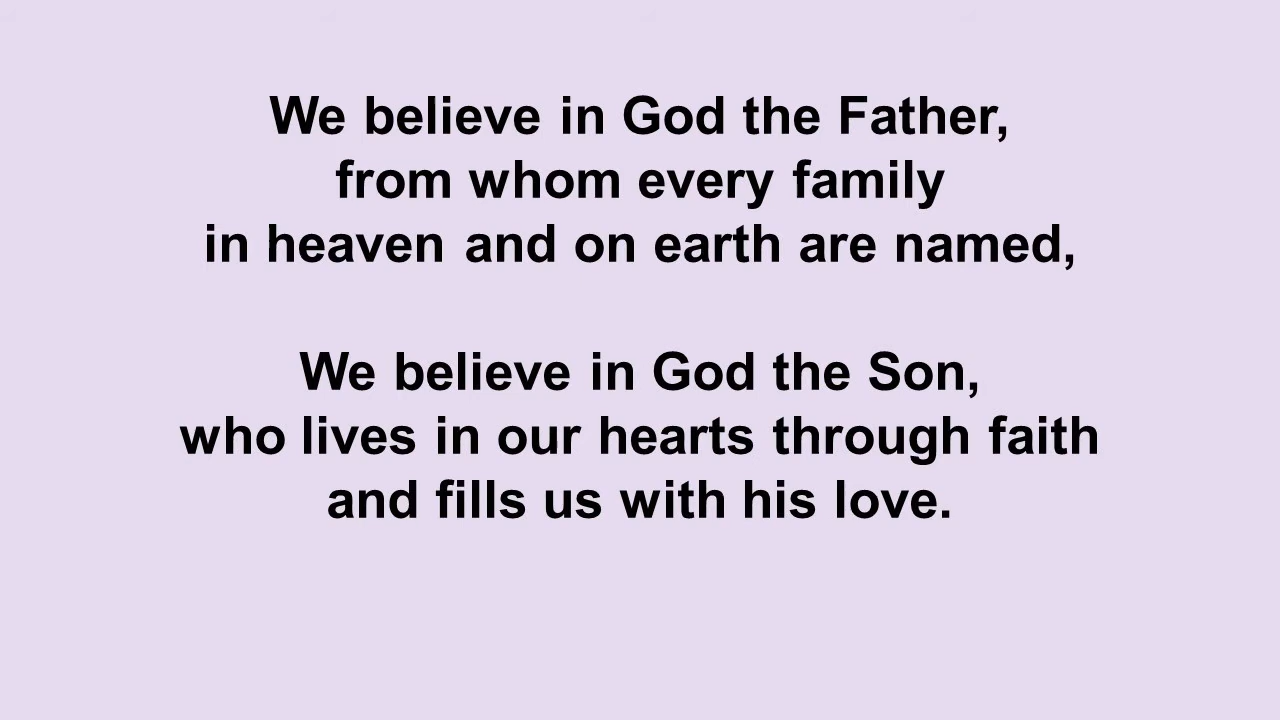 We believe in God the Father,
from whom every family
in heaven and on earth are named,
We believe in God the Son,
who lives in our hearts through faith
and fills us with his love.